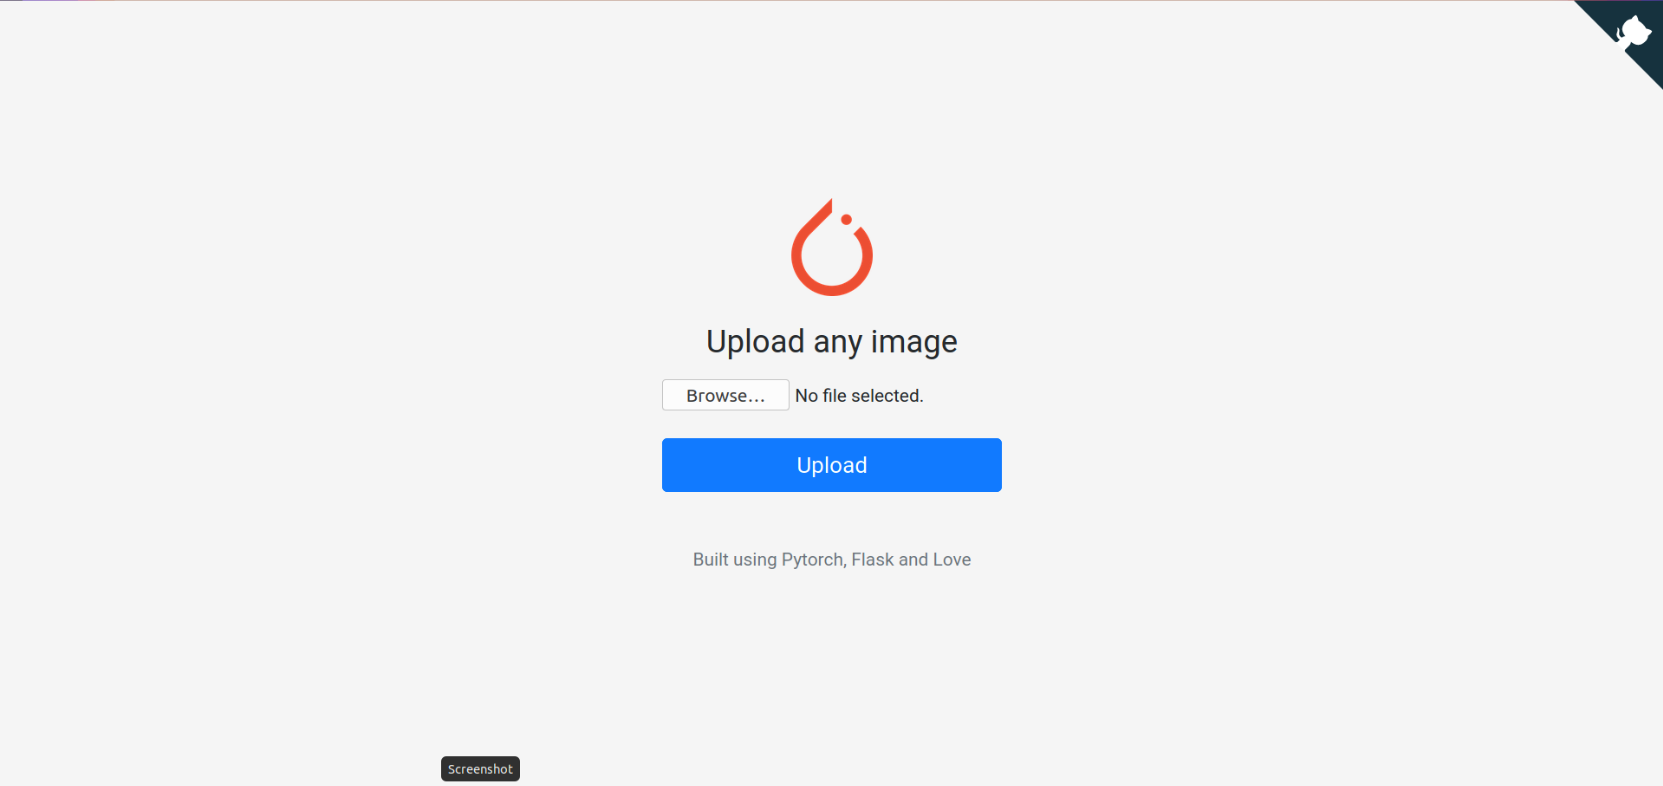 Upload any image
Browse... No file selected.
Upload
Built using Pytorch, Flask and Love
Screenshot